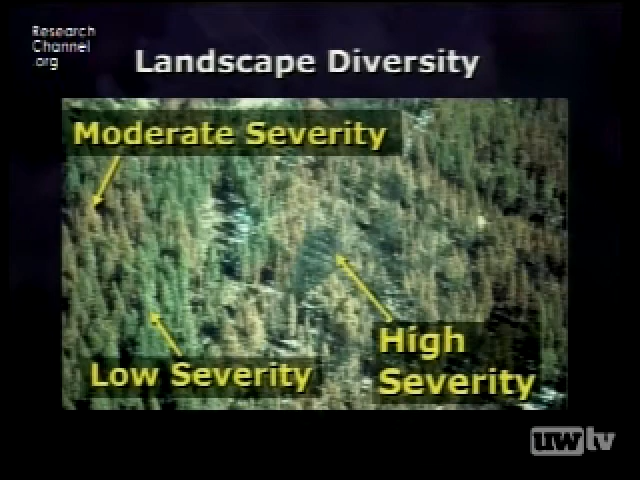 Research
Channel
.org
Landscape Diversity
Moderate Severity
Low Severity
High
Severity
uwtv